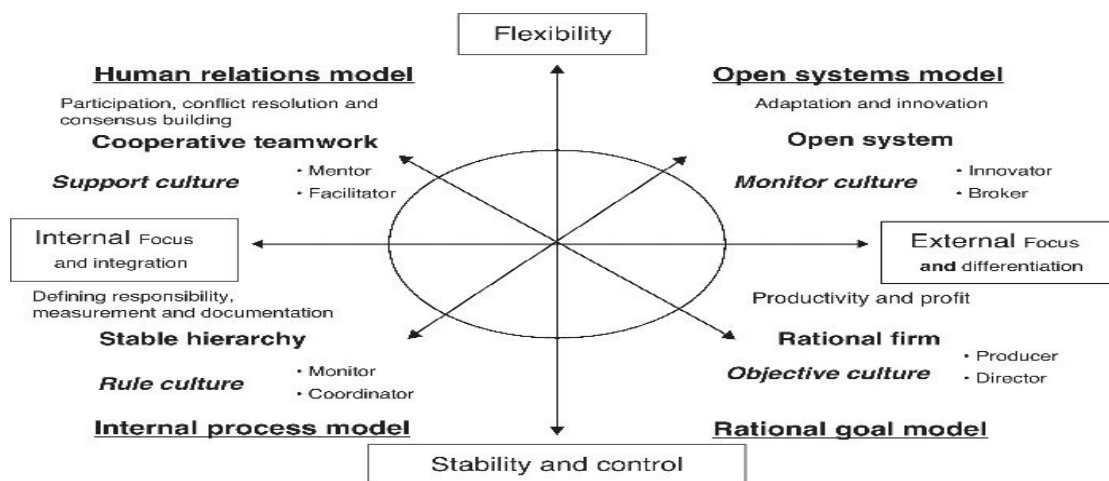 Flexibility
Human relations model
Participation, conflict resolution and
consensus building
Cooperative teamwork
Support culture
• Mentor
• Facilitator
Open systems model
Adaptation and innovation
Open system
Monitor culture
• Innovator
• Broker
Internal Focus
and integration
External Focus
and differentiation
Defining responsibility,
measurement and documentation
Stable hierarchy
Rule culture
• Monitor
• Coordinator
Internal process model
Productivity and profit
Rational firm
Objective culture
• Producer
• Director
Rational goal model
Stability and control